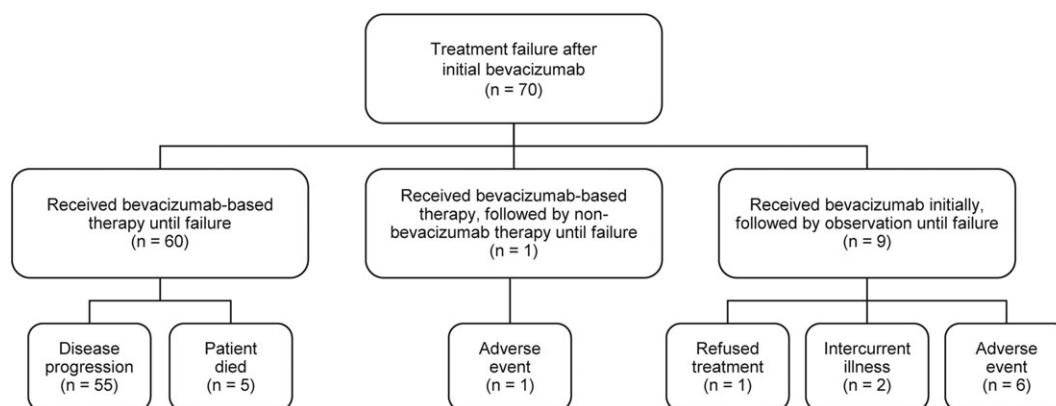 Treatment failure after
initial bevacizumab
(n = 70)
Received bevacizumab-based
therapy until failure
(n = 60)
Received bevacizumab-based
therapy, followed by non-
bevacizumab therapy until failure
(n = 1)
Received bevacizumab initially,
followed by observation until failure
(n = 9)
Disease
progression
(n = 55)
Patient
died
(n = 5)
Adverse
event
(n = 1)
Refused
treatment
(n = 1)
Intercurrent
illness
(n = 2)
Adverse
event
(n = 6)